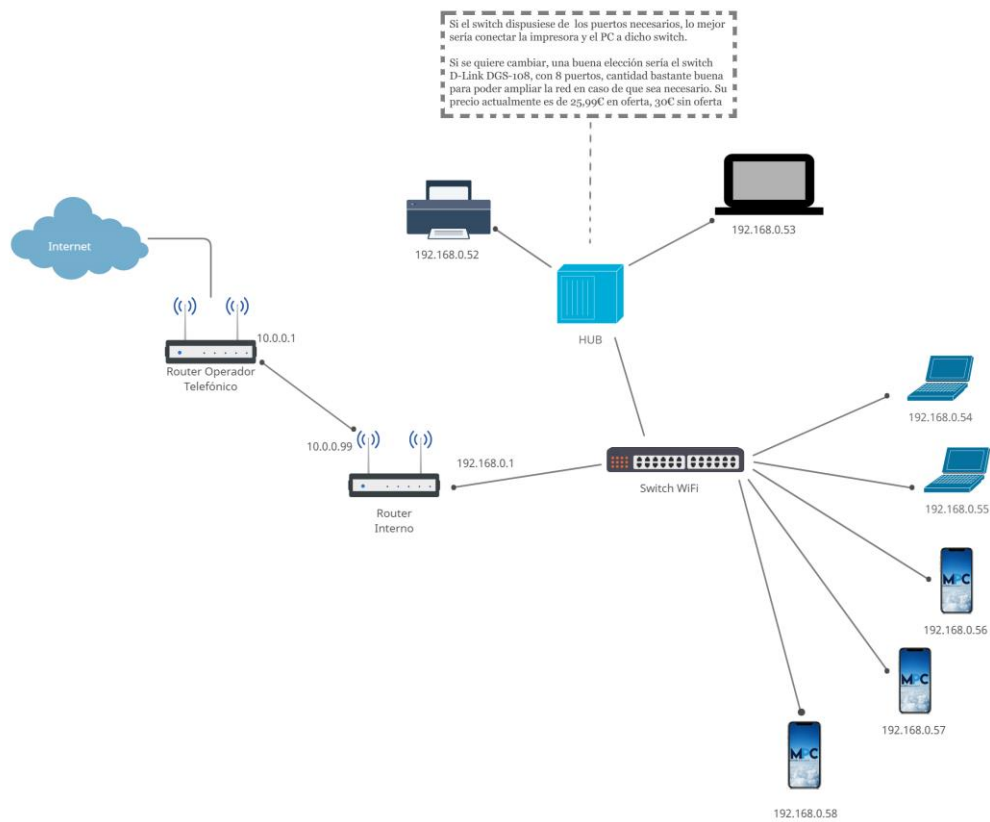 Si el switch dispusiese de los puertos necesarios, lo mejor
sería conectar la impresora y el PC a dicho switch.
Si se quiere cambiar, una buena elección sería el switch
D-Link DGS-108, con 8 puertos, cantidad bastante buena
para poder ampliar la red en caso de que sea necesario. Su
precio actualmente es de 25,99€ en oferta, 30€ sin oferta
Internet
192.168.0.52
192.168.0.53
HUB
10.0.0.1
Router Operador
Telefónico
10.0.0.99
192.168.0.1
Router
Interno
Switch WiFi
192.168.0.54
192.168.0.55
MPC
192.168.0.56
MPC
192.168.0.57
MPC
192.168.0.58